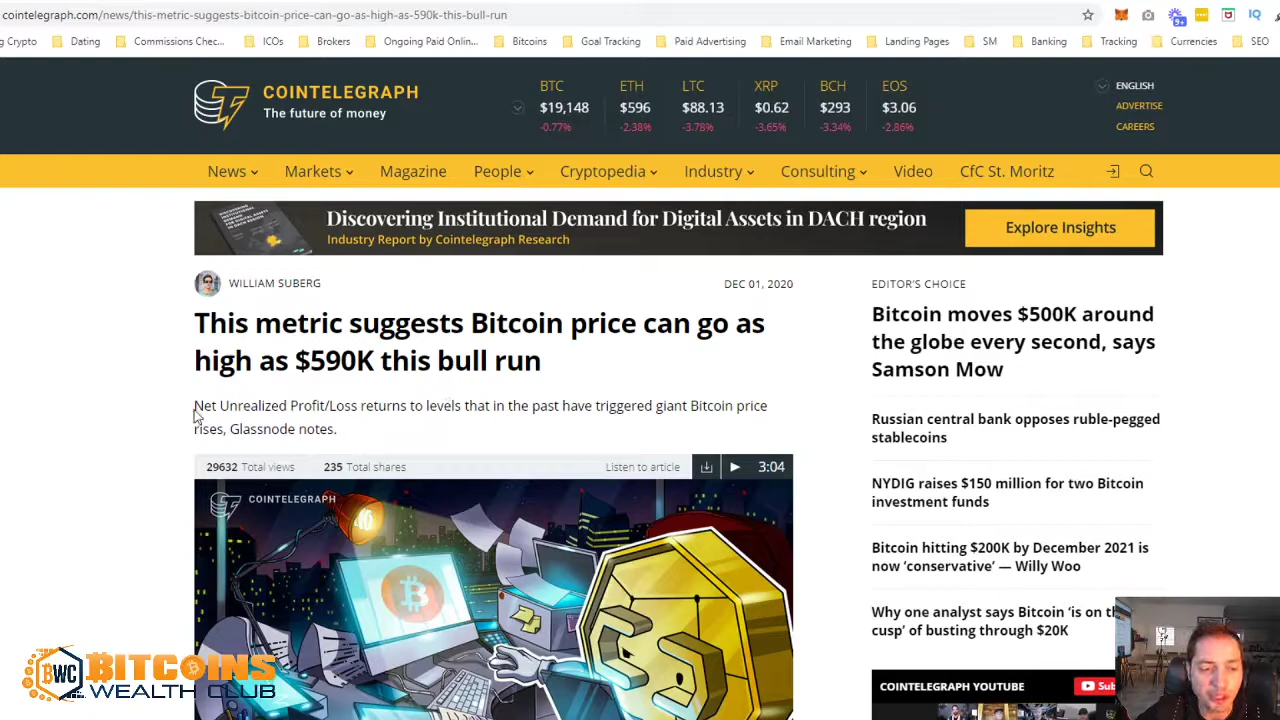 cointelegraph.com/news/this-metric-suggests-bitcoin-price-can-go-as-high-as-590k-this-bull-run
9+
IQ
g Crypto Dating Commissions Chec... ICOs Brokers Ongoing Paid Onlin... Bitcoins Goal Tracking Paid Advertising Email Marketing Landing Pages SM Banking Tracking Currencies SEO
COINTELEGRAPH
The future of money
BTC ETH LTC XRP BCH EOS
$19,148 $596 $88.13 $0.62 $293 $3.06
-0.77% -2.38% -3.78% -3.65% -3.34% -2.86%
ENGLISH
ADVERTISE
CAREERS
News Markets Magazine People Cryptopedia Industry Consulting Video CfC St. Moritz
Discovering Institutional Demand for Digital Assets in DACH region
Industry Report by Cointelegraph Research
Explore Insights
WILLIAM SUBERG
DEC 01, 2020
This metric suggests Bitcoin price can go as
high as $590K this bull run
Net Unrealized Profit/Loss returns to levels that in the past have triggered giant Bitcoin price
rises, Glassnode notes.
29632 Total views 235 Total shares Listen to article 3:04
COINTELEGRAPH
EDITOR'S CHOICE
Bitcoin moves $500K around
the globe every second, says
Samson Mow
Russian central bank opposes ruble-pegged
stablecoins
NYDIG raises $150 million for two Bitcoin
investment funds
Bitcoin hitting $200K by December 2021 is
now 'conservative' — Willy Woo
Why one analyst says Bitcoin 'is on th
cusp' of busting through $20K
COINTELEGRAPH YOUTUBE
Sub
BWC
BITCOINS
WEALTH CLUB